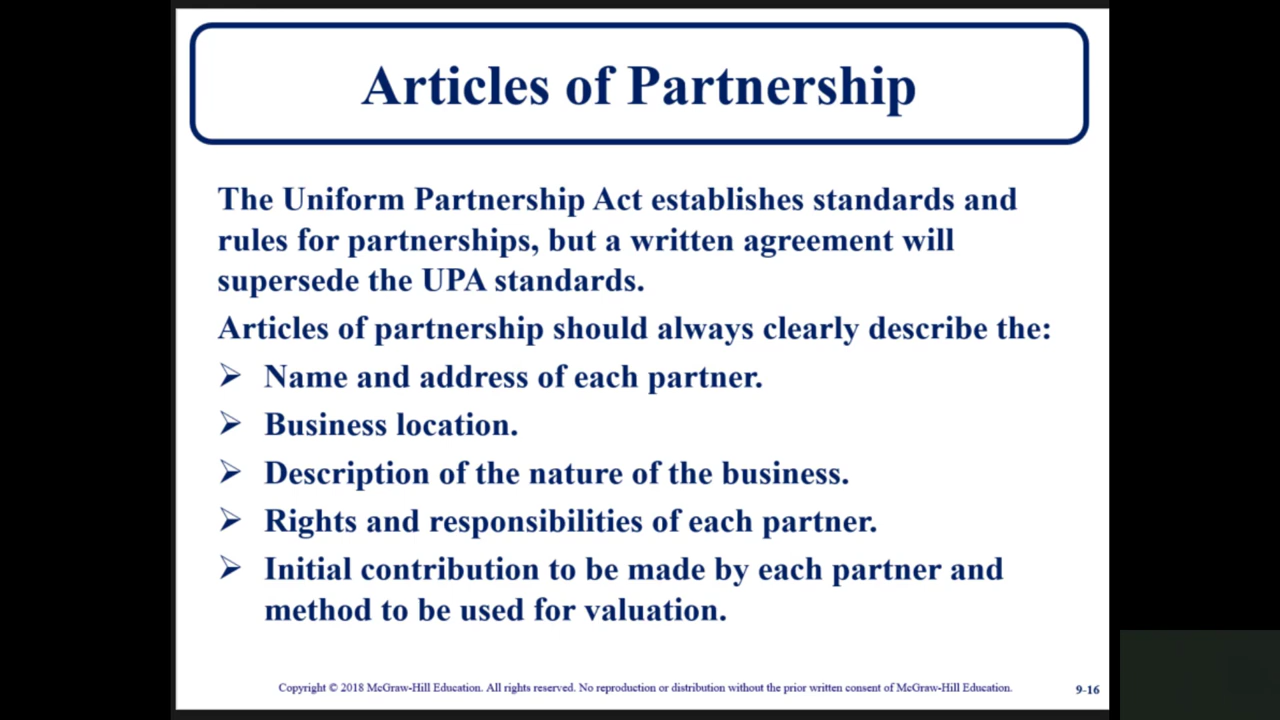 Articles of Partnership
The Uniform Partnership Act establishes standards and
rules for partnerships, but a written agreement will
supersede the UPA standards.
Articles of partnership should always clearly describe the:
➢ Name and address of each partner.
➢ Business location.
➢ Description of the nature of the business.
➢ Rights and responsibilities of each partner.
➢ Initial contribution to be made by each partner and
method to be used for valuation.
Copyright © 2018 McGraw-Hill Education. All rights reserved. No reproduction or distribution without the prior written consent of McGraw-Hill Education.
9-16